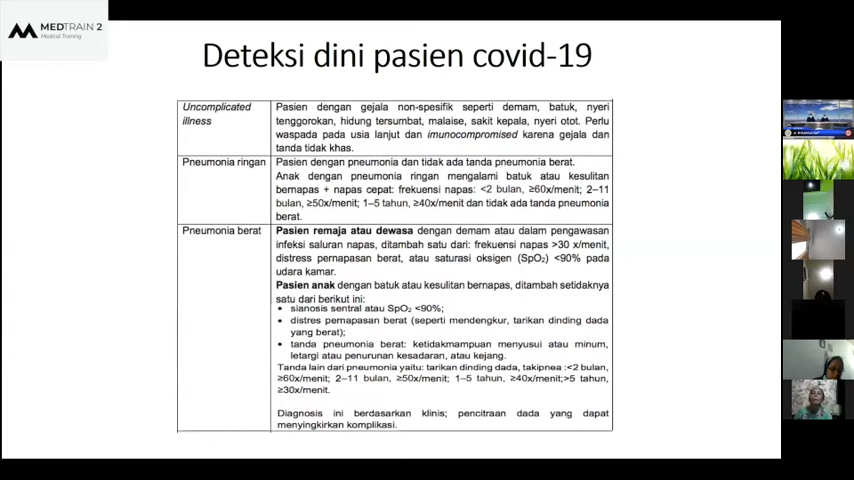 MEDTRAIN 2
Medical Training
Deteksi dini pasien covid-19
Uncomplicated
illness
Pasien dengan gejala non-spesifik seperti demam, batuk, nyeri
tenggorokan, hidung tersumbat, malaise, sakit kepala, nyeri otot. Perlu
waspada pada usia lanjut dan imunocompromised karena gejala dan
tanda tidak khas.
Pneumonia ringan
Pasien dengan pneumonia dan tidak ada tanda pneumonia berat.
Anak dengan pneumonia ringan mengalami batuk atau kesulitan
bernapas + napas cepat: frekuensi napas: <2 bulan, ≥60x/menit; 2–11
bulan, ≥50x/menit; 1–5 tahun, ≥40x/menit dan tidak ada tanda pneumonia
berat.
Pneumonia berat
Pasien remaja atau dewasa dengan demam atau dalam pengawasan
infeksi saluran napas, ditambah satu dari: frekuensi napas >30 x/menit,
distress pernapasan berat, atau saturasi oksigen (SpO₂) <90% pada
udara kamar.
Pasien anak dengan batuk atau kesulitan bernapas, ditambah setidaknya
satu dari berikut ini:
• sianosis sentral atau SpO₂ <90%;
• distres pernapasan berat (seperti mendengkur, tarikan dinding dada
yang berat);
• tanda pneumonia berat: ketidakmampuan menyusui atau minum,
letargi atau penurunan kesadaran, atau kejang.
Tanda lain dari pneumonia yaitu: tarikan dinding dada, takipnea :<2 bulan,
≥60x/menit; 2–11 bulan, ≥50x/menit; 1–5 tahun, ≥40x/menit;>5 tahun,
≥30x/menit.
Diagnosis ini berdasarkan klinis; pencitraan dada yang dapat
menyingkirkan komplikasi.